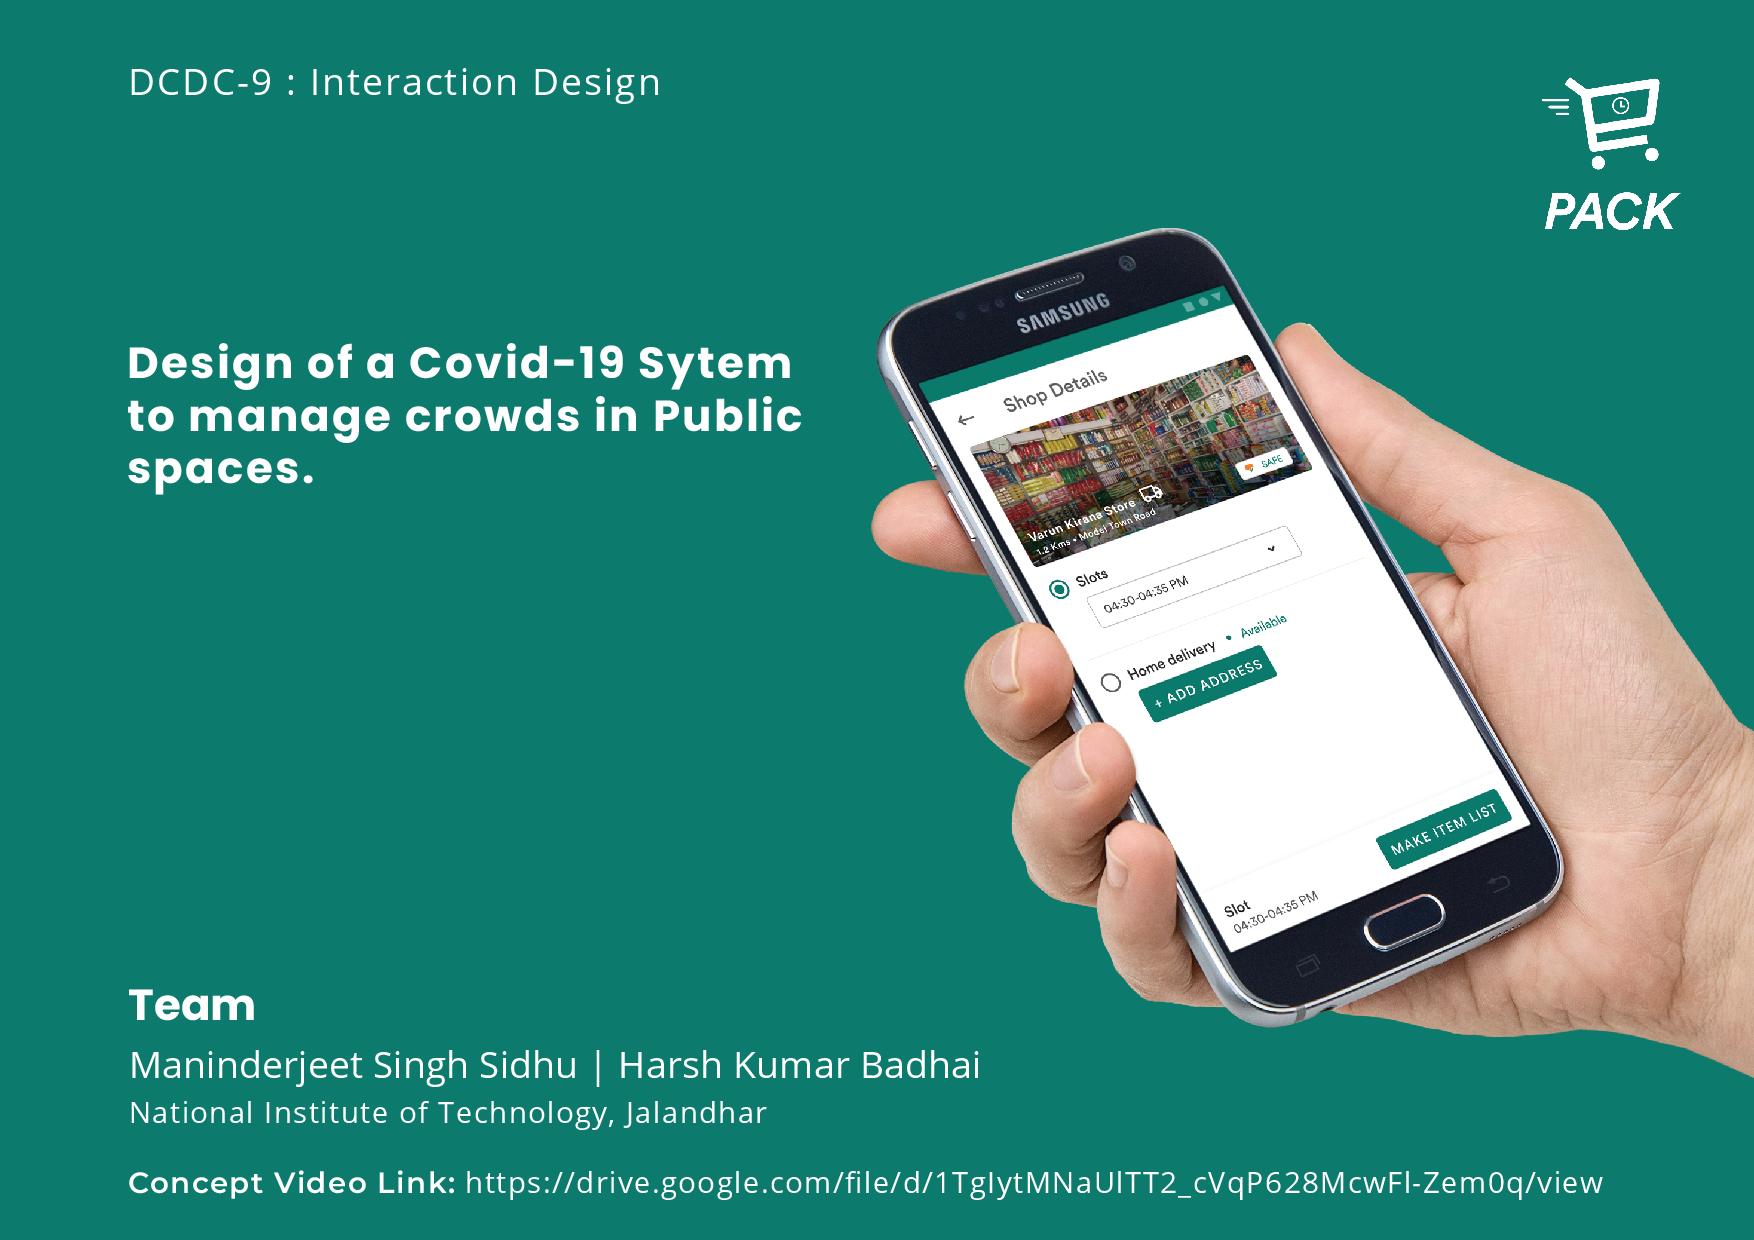 DCDC-9 : Interaction Design
PACK
Design of a Covid-19 Sytem
to manage crowds in Public
spaces.
SAMSUNG
Shop Details
SAFE
Varun Kirana Store
1.2 Kms • Model Town Road
Slots
04:30-04:35 PM
Home delivery • Available
+ ADD ADDRESS
MAKE ITEM LIST
Slot
04:30-04:35 PM
Team
Maninderjeet Singh Sidhu | Harsh Kumar Badhai
National Institute of Technology, Jalandhar
Concept Video Link: https://drive.google.com/file/d/1TgIytMNaUlTT2_cVqP628McwFl-Zem0q/view